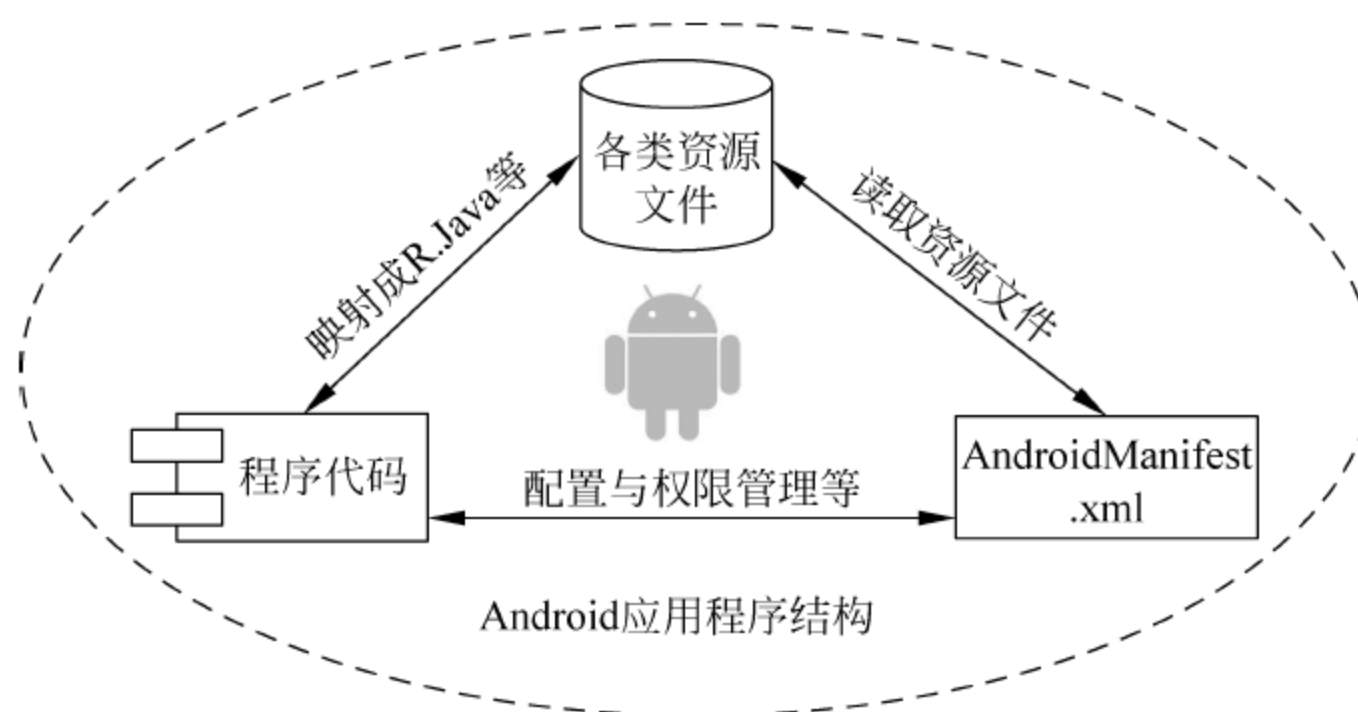 各类资源
文件
映射成R.Java等
读取资源文件
程序代码
配置与权限管理等
AndroidManifest
.xml
Android应用程序结构